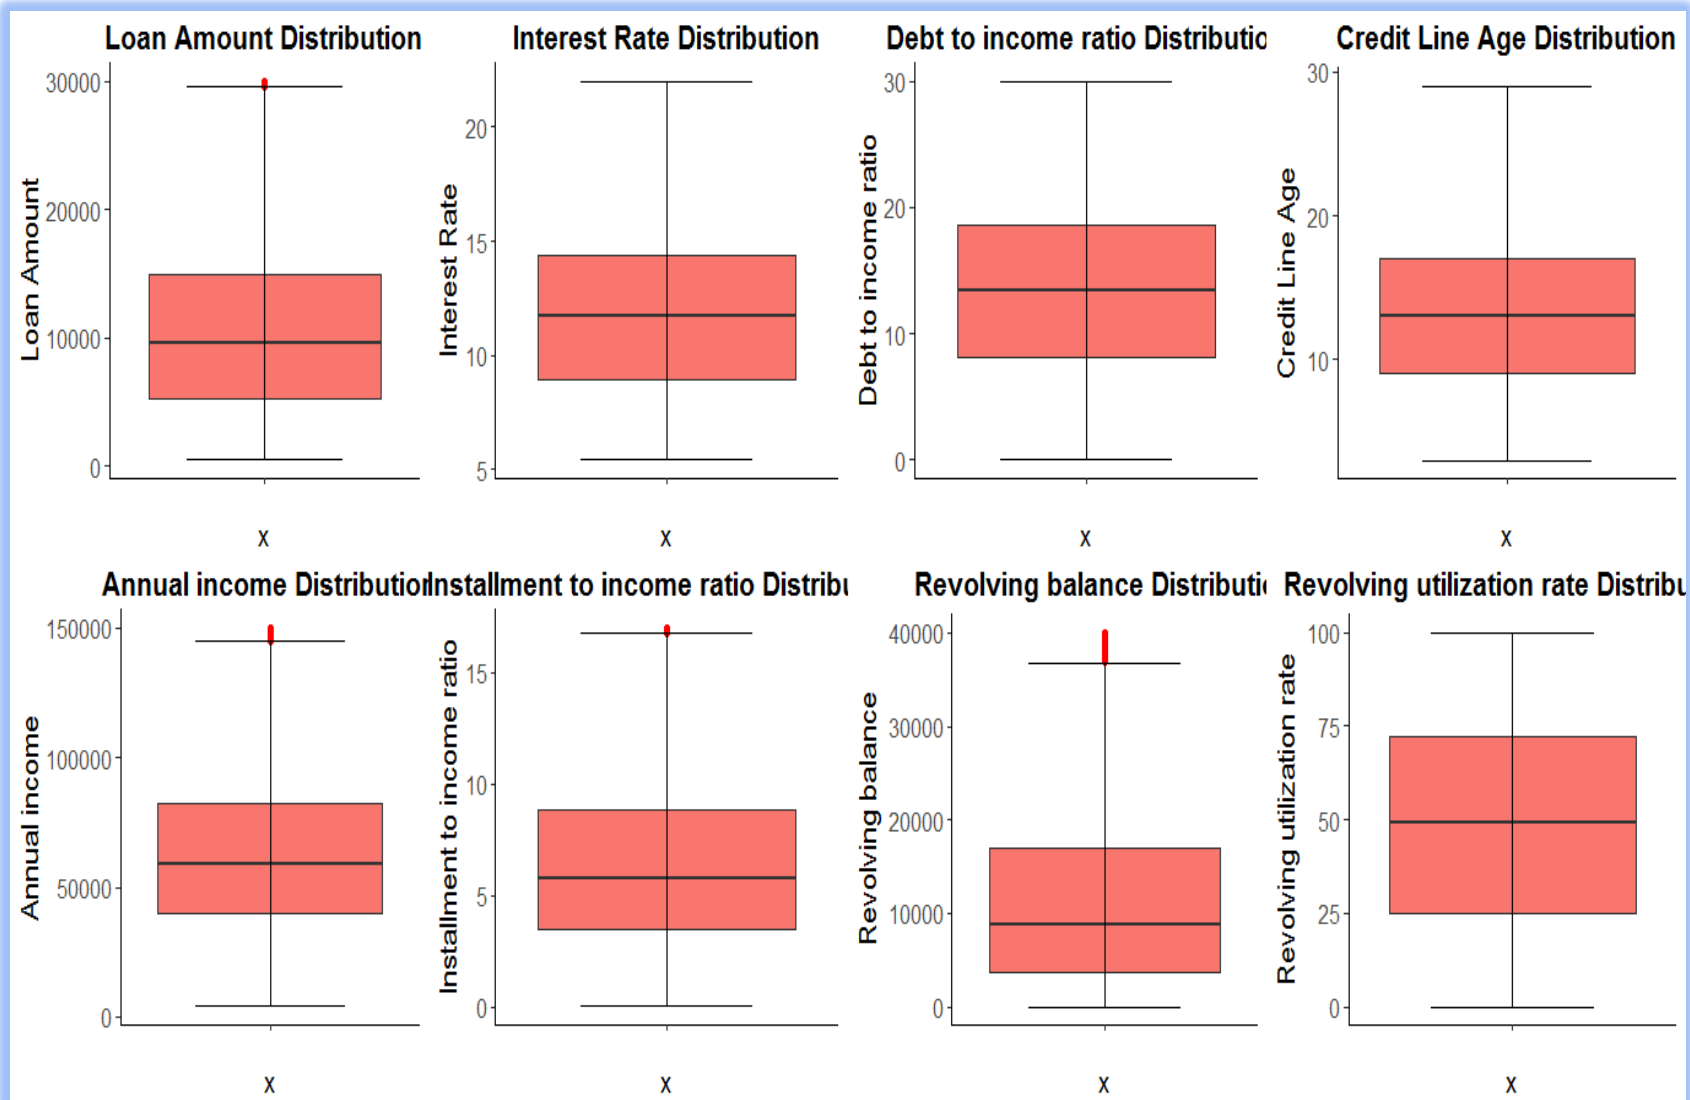 Loan Amount Distribution
Loan Amount
30000
20000
10000
0
x
Interest Rate Distribution
Interest Rate
20
15
10
5
x
Debt to income ratio Distributio
Debt to income ratio
30
20
10
0
x
Credit Line Age Distribution
Credit Line Age
30
20
10
x
Annual income Distribution
Annual income
150000
100000
50000
0
x
Installment to income ratio Distribu
Installment to income ratio
15
10
5
0
x
Revolving balance Distributi
Revolving balance
40000
30000
20000
10000
0
x
Revolving utilization rate Distribu
Revolving utilization rate
100
75
50
25
0
x